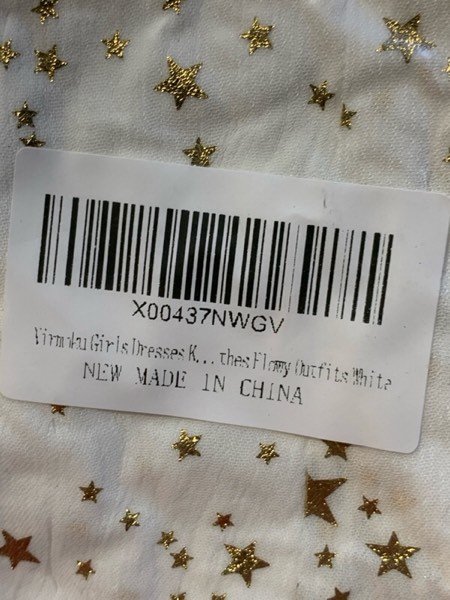 X00437NWGV
Girls Dresses K...thes Flowy Outfits White
NEW MADE IN CHINA